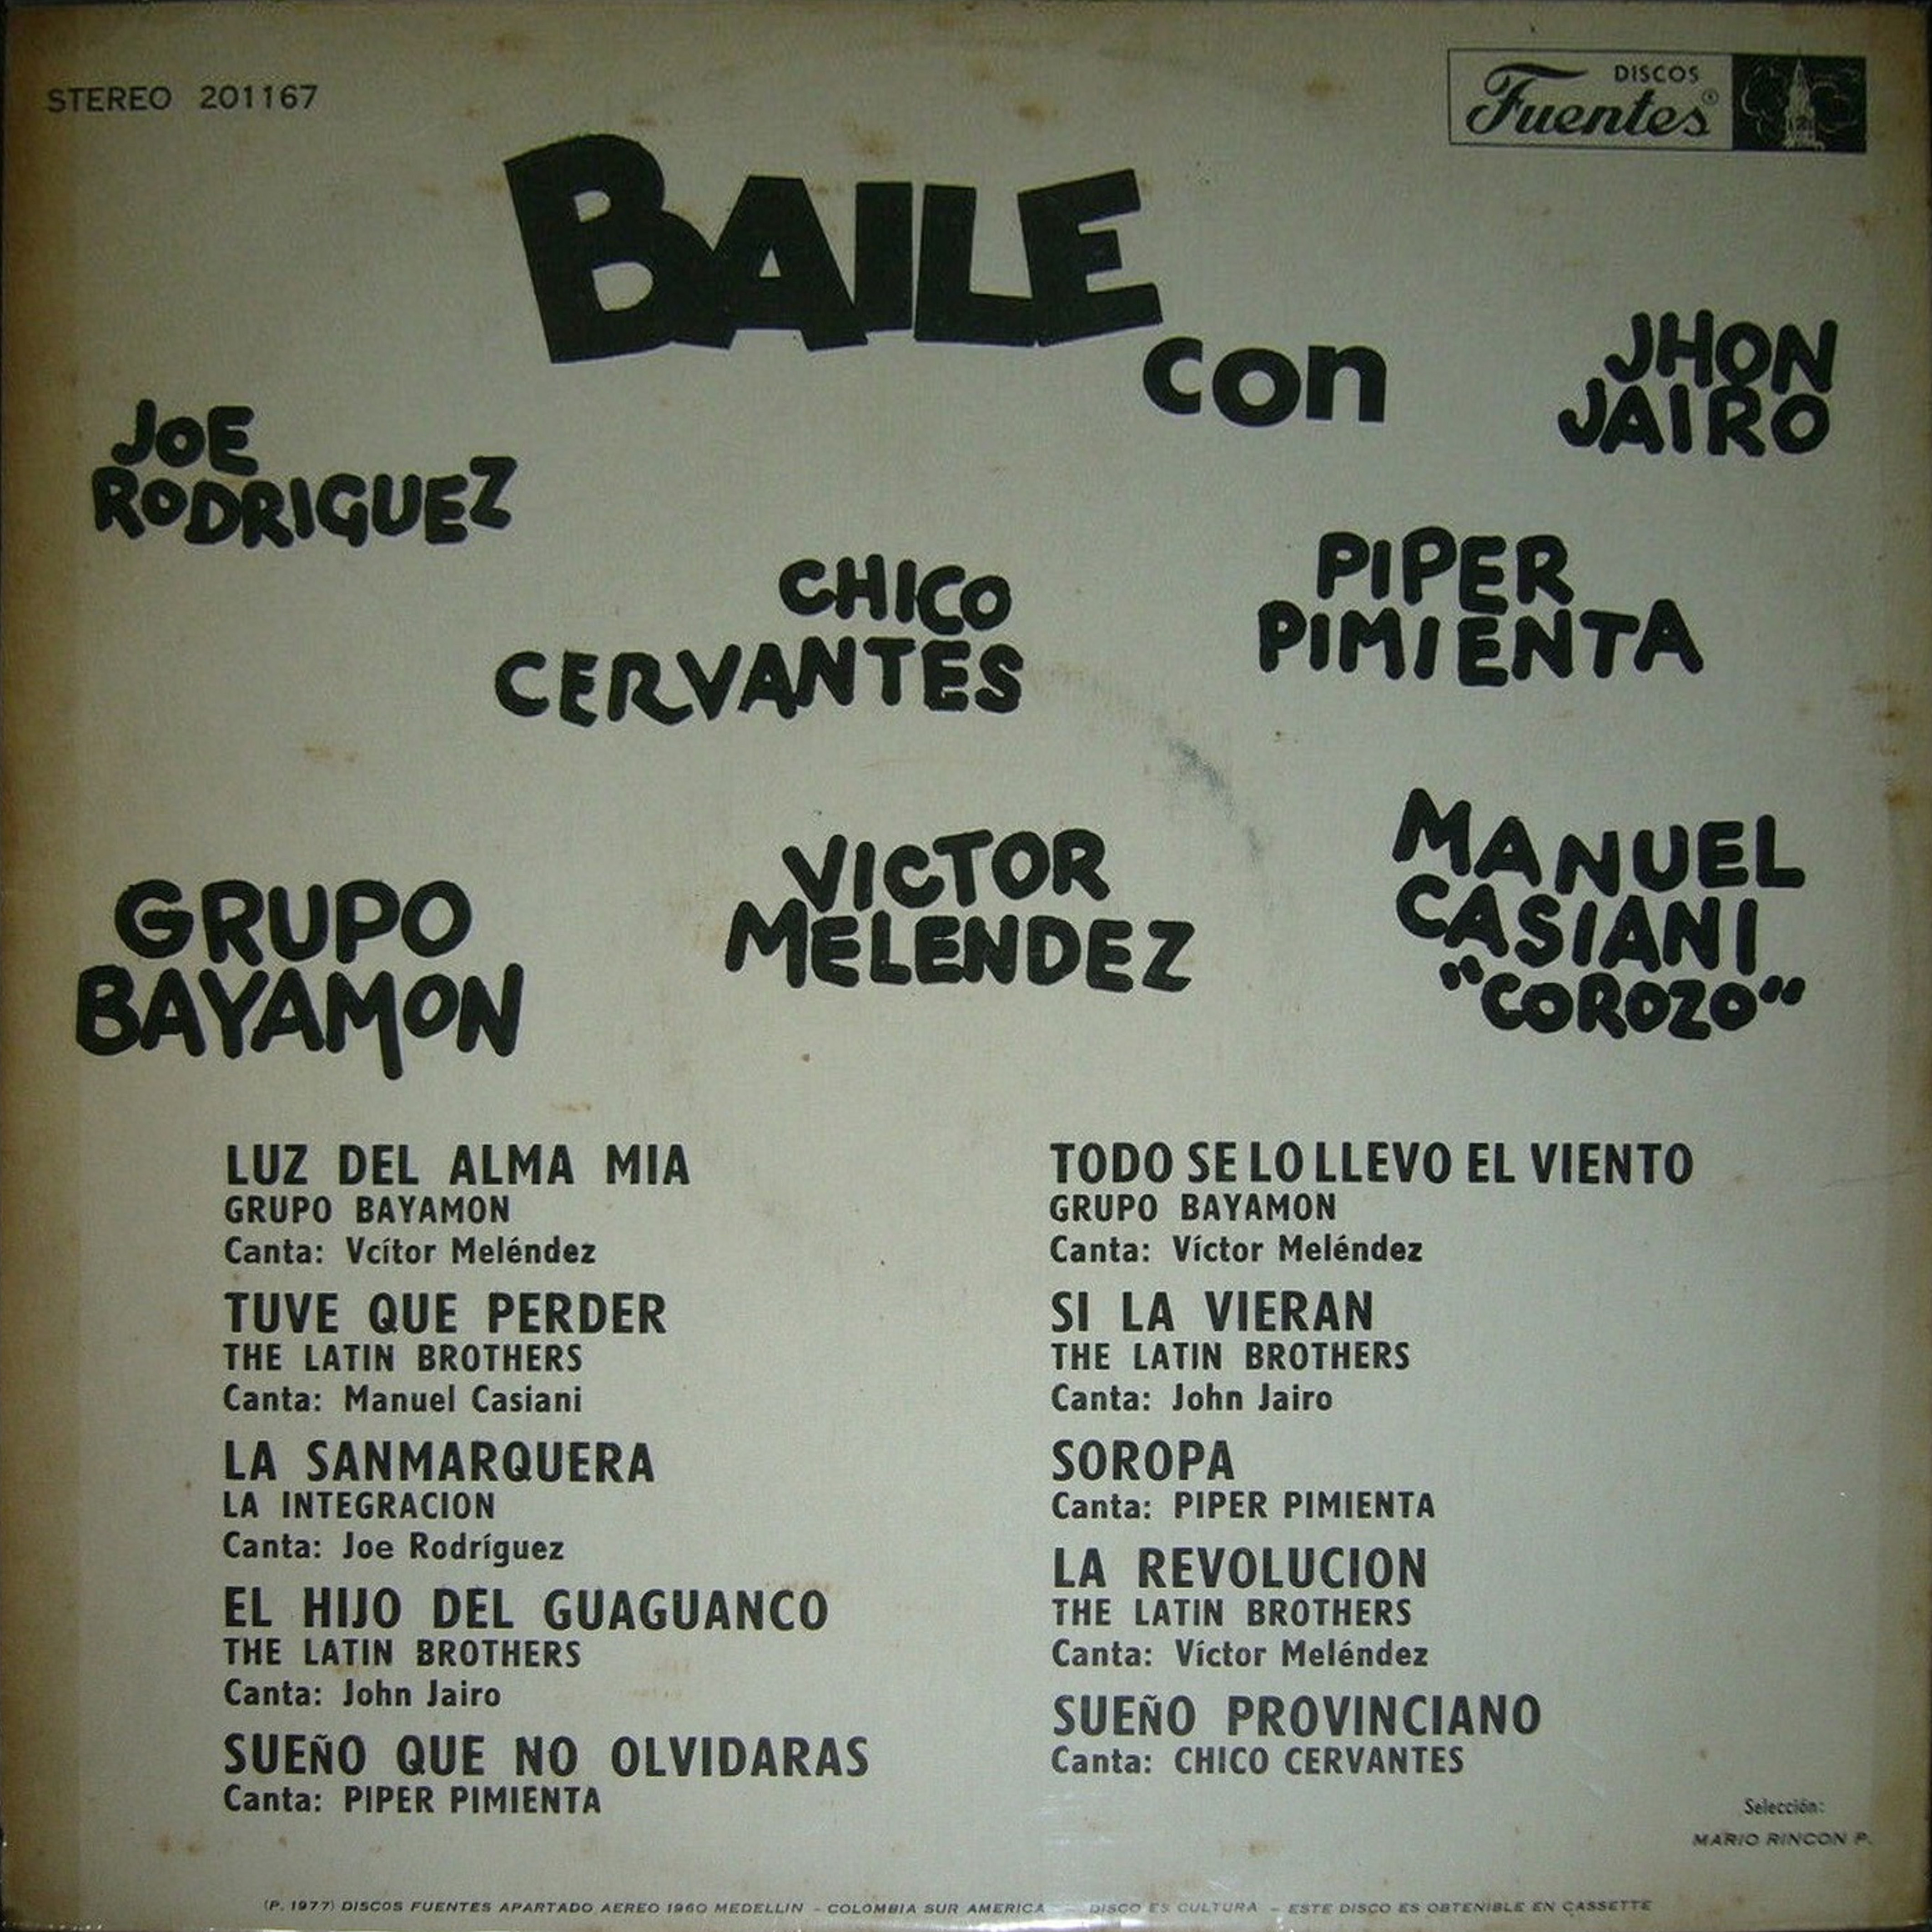 STEREO 201167
DISCOS
Fuentes®
BAILE
con
JHON
JAIRO
JOE
RODRIGUEZ
CHICO
CERVANTES
PIPER
PIMIENTA
GRUPO
BAYAMON
VICTOR
MELENDEZ
MANUEL
CASIANI
"COROZO"
LUZ DEL ALMA MIA
GRUPO BAYAMON
Canta: Vcítor Meléndez
TUVE QUE PERDER
THE LATIN BROTHERS
Canta: Manuel Casiani
LA SANMARQUERA
LA INTEGRACION
Canta: Joe Rodríguez
EL HIJO DEL GUAGUANCO
THE LATIN BROTHERS
Canta: John Jairo
SUEÑO QUE NO OLVIDARAS
Canta: PIPER PIMIENTA
TODO SE LO LLEVO EL VIENTO
GRUPO BAYAMON
Canta: Víctor Meléndez
SI LA VIERAN
THE LATIN BROTHERS
Canta: John Jairo
SOROPA
Canta: PIPER PIMIENTA
LA REVOLUCION
THE LATIN BROTHERS
Canta: Víctor Meléndez
SUEÑO PROVINCIANO
Canta: CHICO CERVANTES
Selección:
MARIO RINCON P.
(P. 1977) DISCOS FUENTES APARTADO AEREO 1960 MEDELLIN - COLOMBIA SUR AMERICA - DISCO ES CULTURA - ESTE DISCO ES OBTENIBLE EN CASSETTE